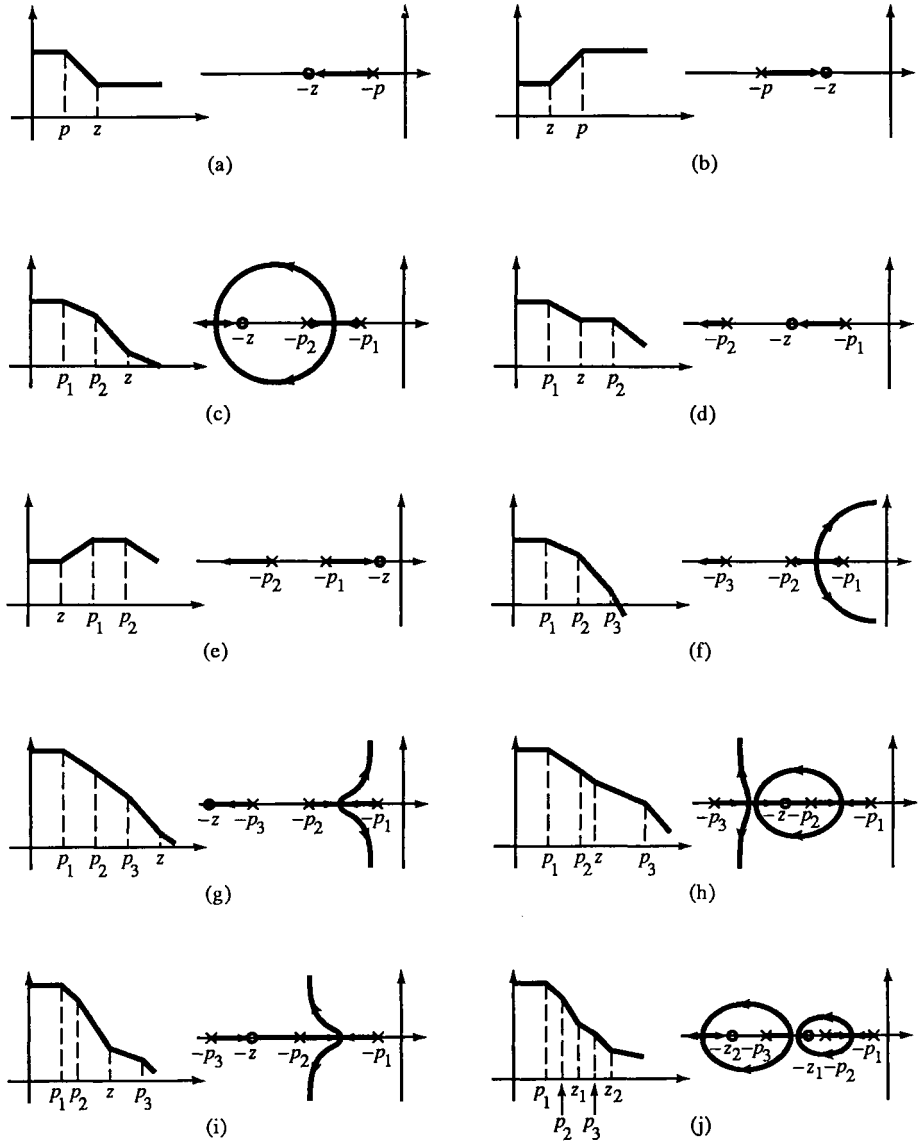 p z -z -p
(a)
z p -p -z
(b)
p1 p2 z -z -p2 -p1
(c)
p1 z p2 -p2 -z -p1
(d)
z p1 p2 -p2 -p1 -z
(e)
p1 p2 p3 -p3 -p2 -p1
(f)
p1 p2 p3 z -z -p3 -p2 -p1
(g)
p1 p2 z p3 -p3 -z -p2 -p1
(h)
p1 p2 z p3 -p3 -z -p2 -p1
(i)
p1 z1 z2 -z2 -p3 -z1 -p2 -p1
p2 p3
(j)